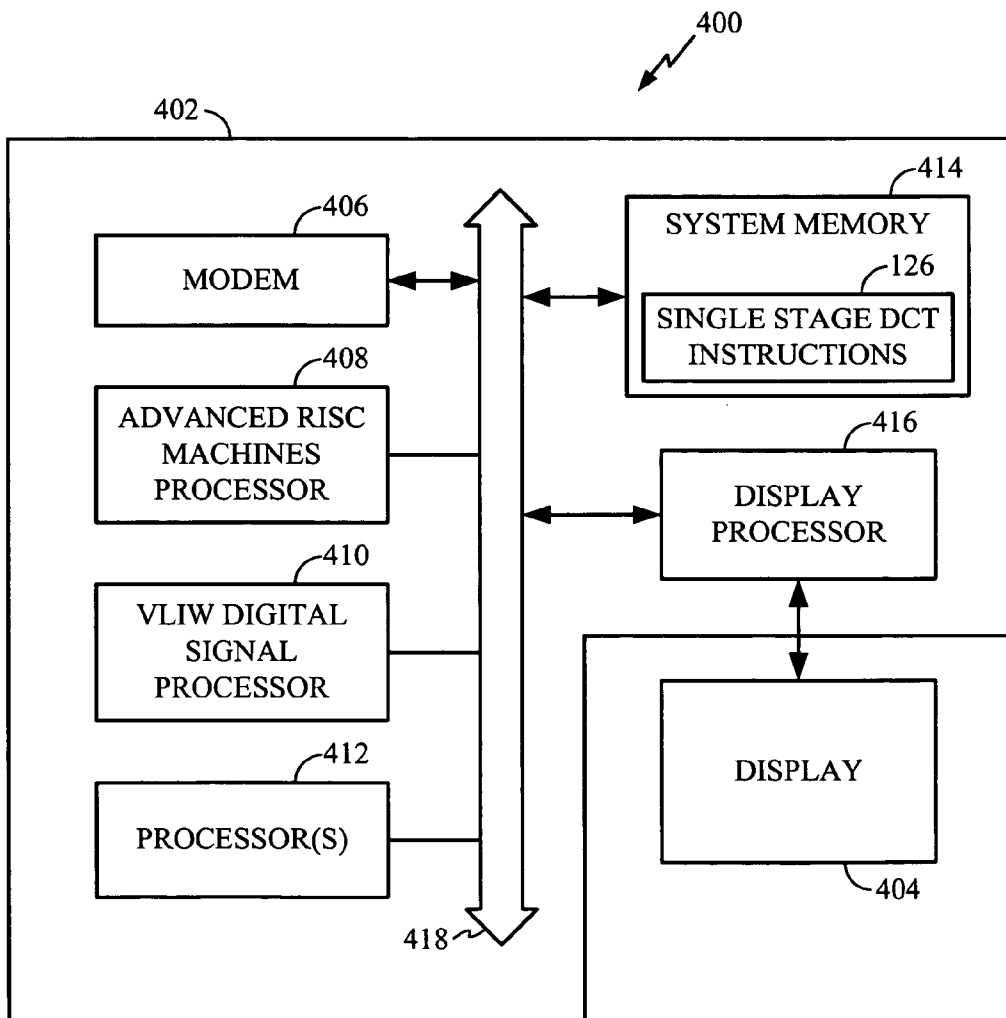 400
402
414
SYSTEM MEMORY
126
SINGLE STAGE DCT
INSTRUCTIONS
406
MODEM
408
ADVANCED RISC
MACHINES
PROCESSOR
416
DISPLAY
PROCESSOR
410
VLIW DIGITAL
SIGNAL
PROCESSOR
412
PROCESSOR(S)
DISPLAY
404
418